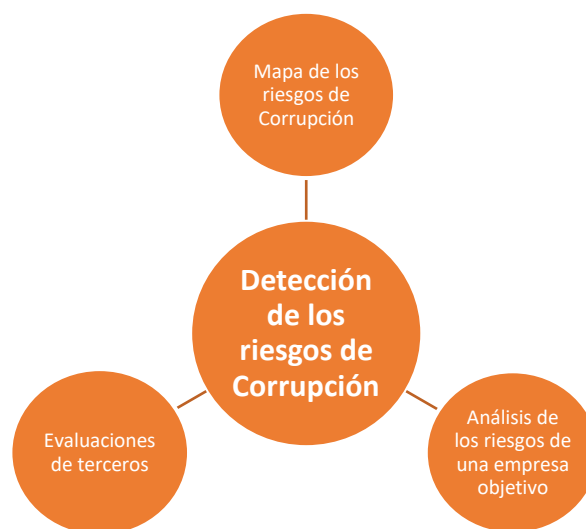 Mapa de los
riesgos de
Corrupción
Detección
de los
riesgos de
Corrupción
Evaluaciones
de terceros
Análisis de
los riesgos de
una empresa
objetivo